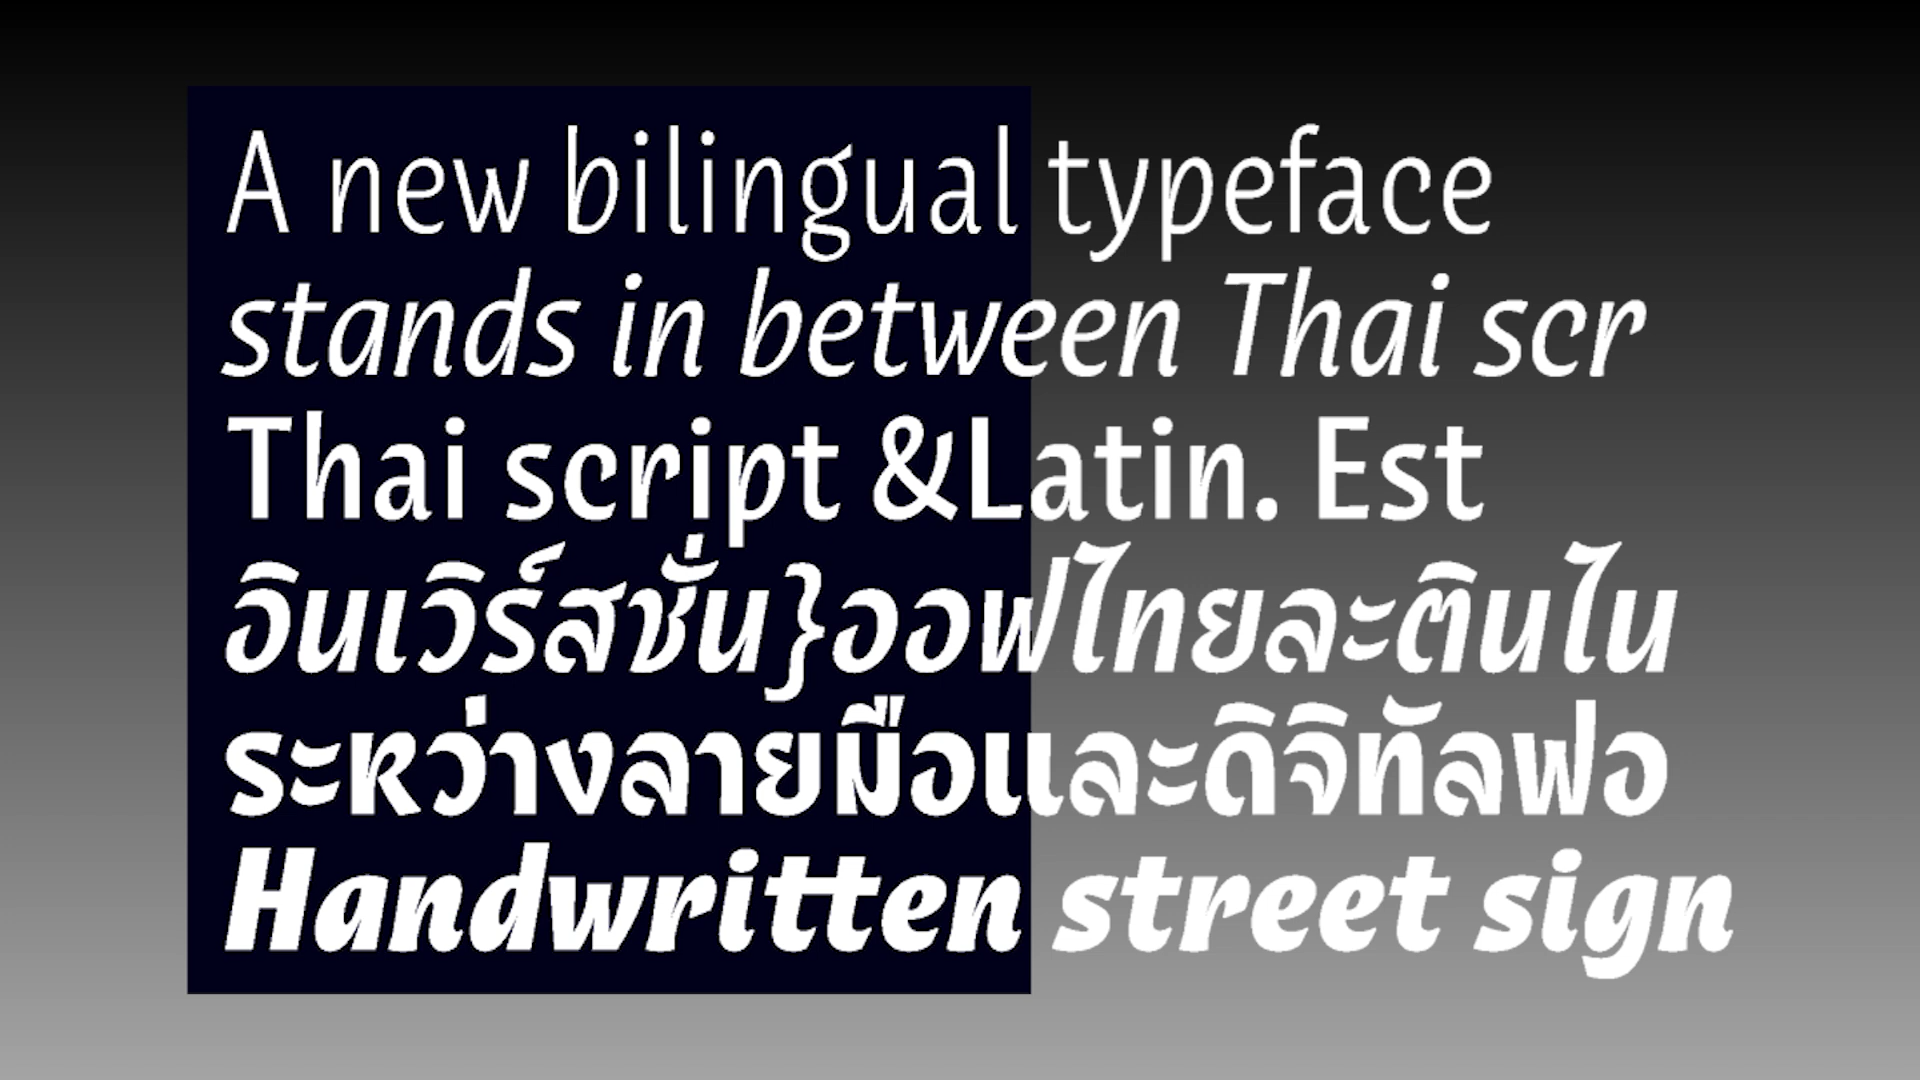 A new bilingual typeface
stands in between Thai scr
Thai script &Latin. Est
อินเวิร์สชั่น}ออฟไทยละตินใน
ระหว่างลายมือและดิจิทัลฟอ
Handwritten street sign